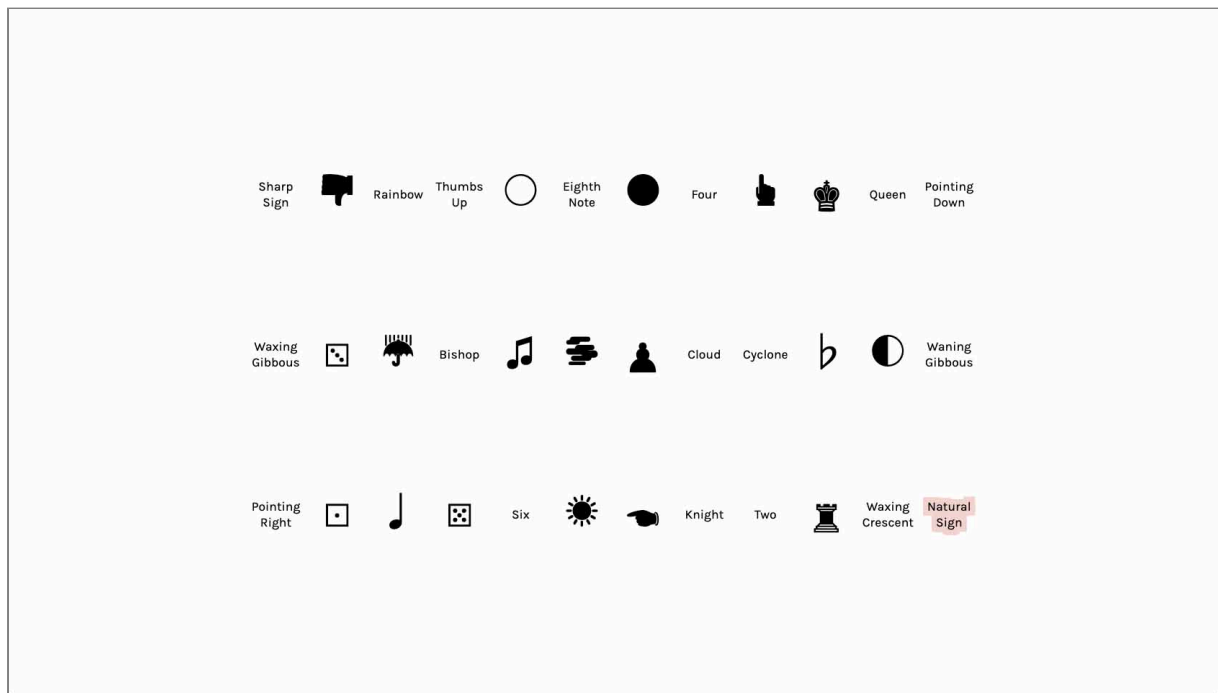 Sharp Sign Rainbow Thumbs Up Eighth Note Four Queen Pointing Down
Waxing Gibbous Bishop Cloud Cyclone Waning Gibbous
Pointing Right Six Knight Two Waxing Crescent Natural Sign